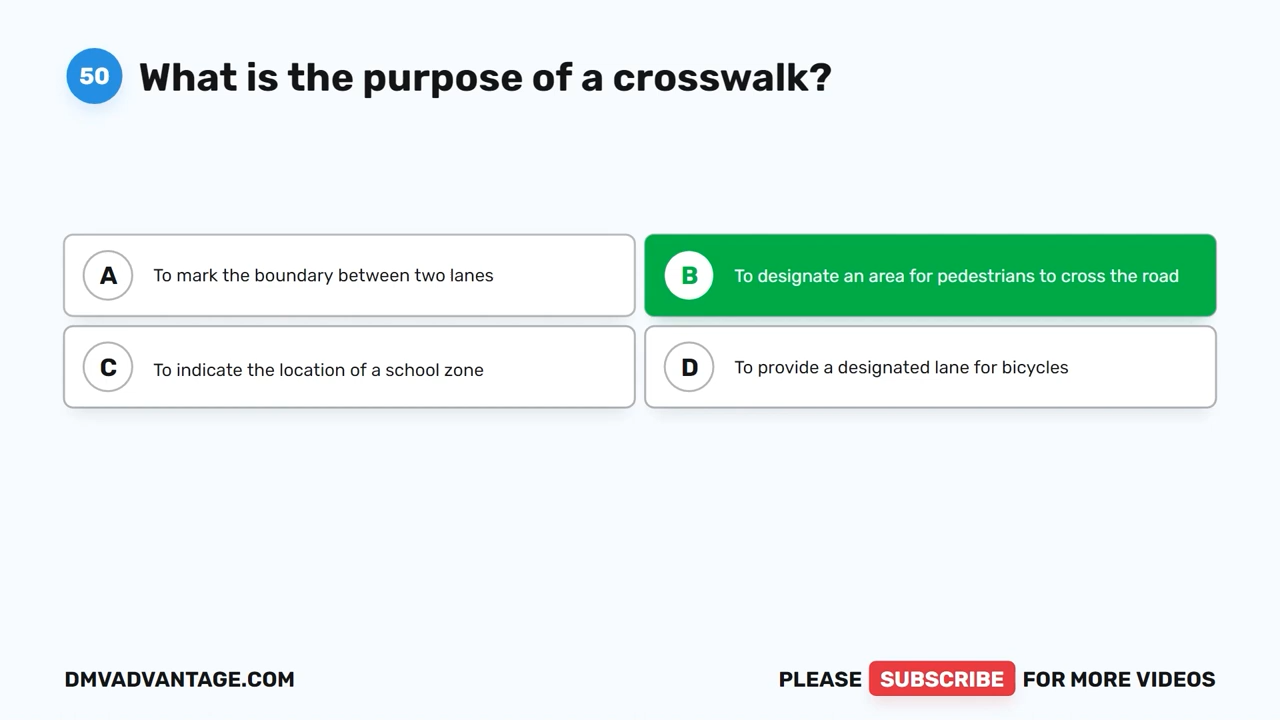 50 What is the purpose of a crosswalk?
A To mark the boundary between two lanes
B To designate an area for pedestrians to cross the road
C To indicate the location of a school zone
D To provide a designated lane for bicycles
DMVADVANTAGE.COM
PLEASE SUBSCRIBE FOR MORE VIDEOS